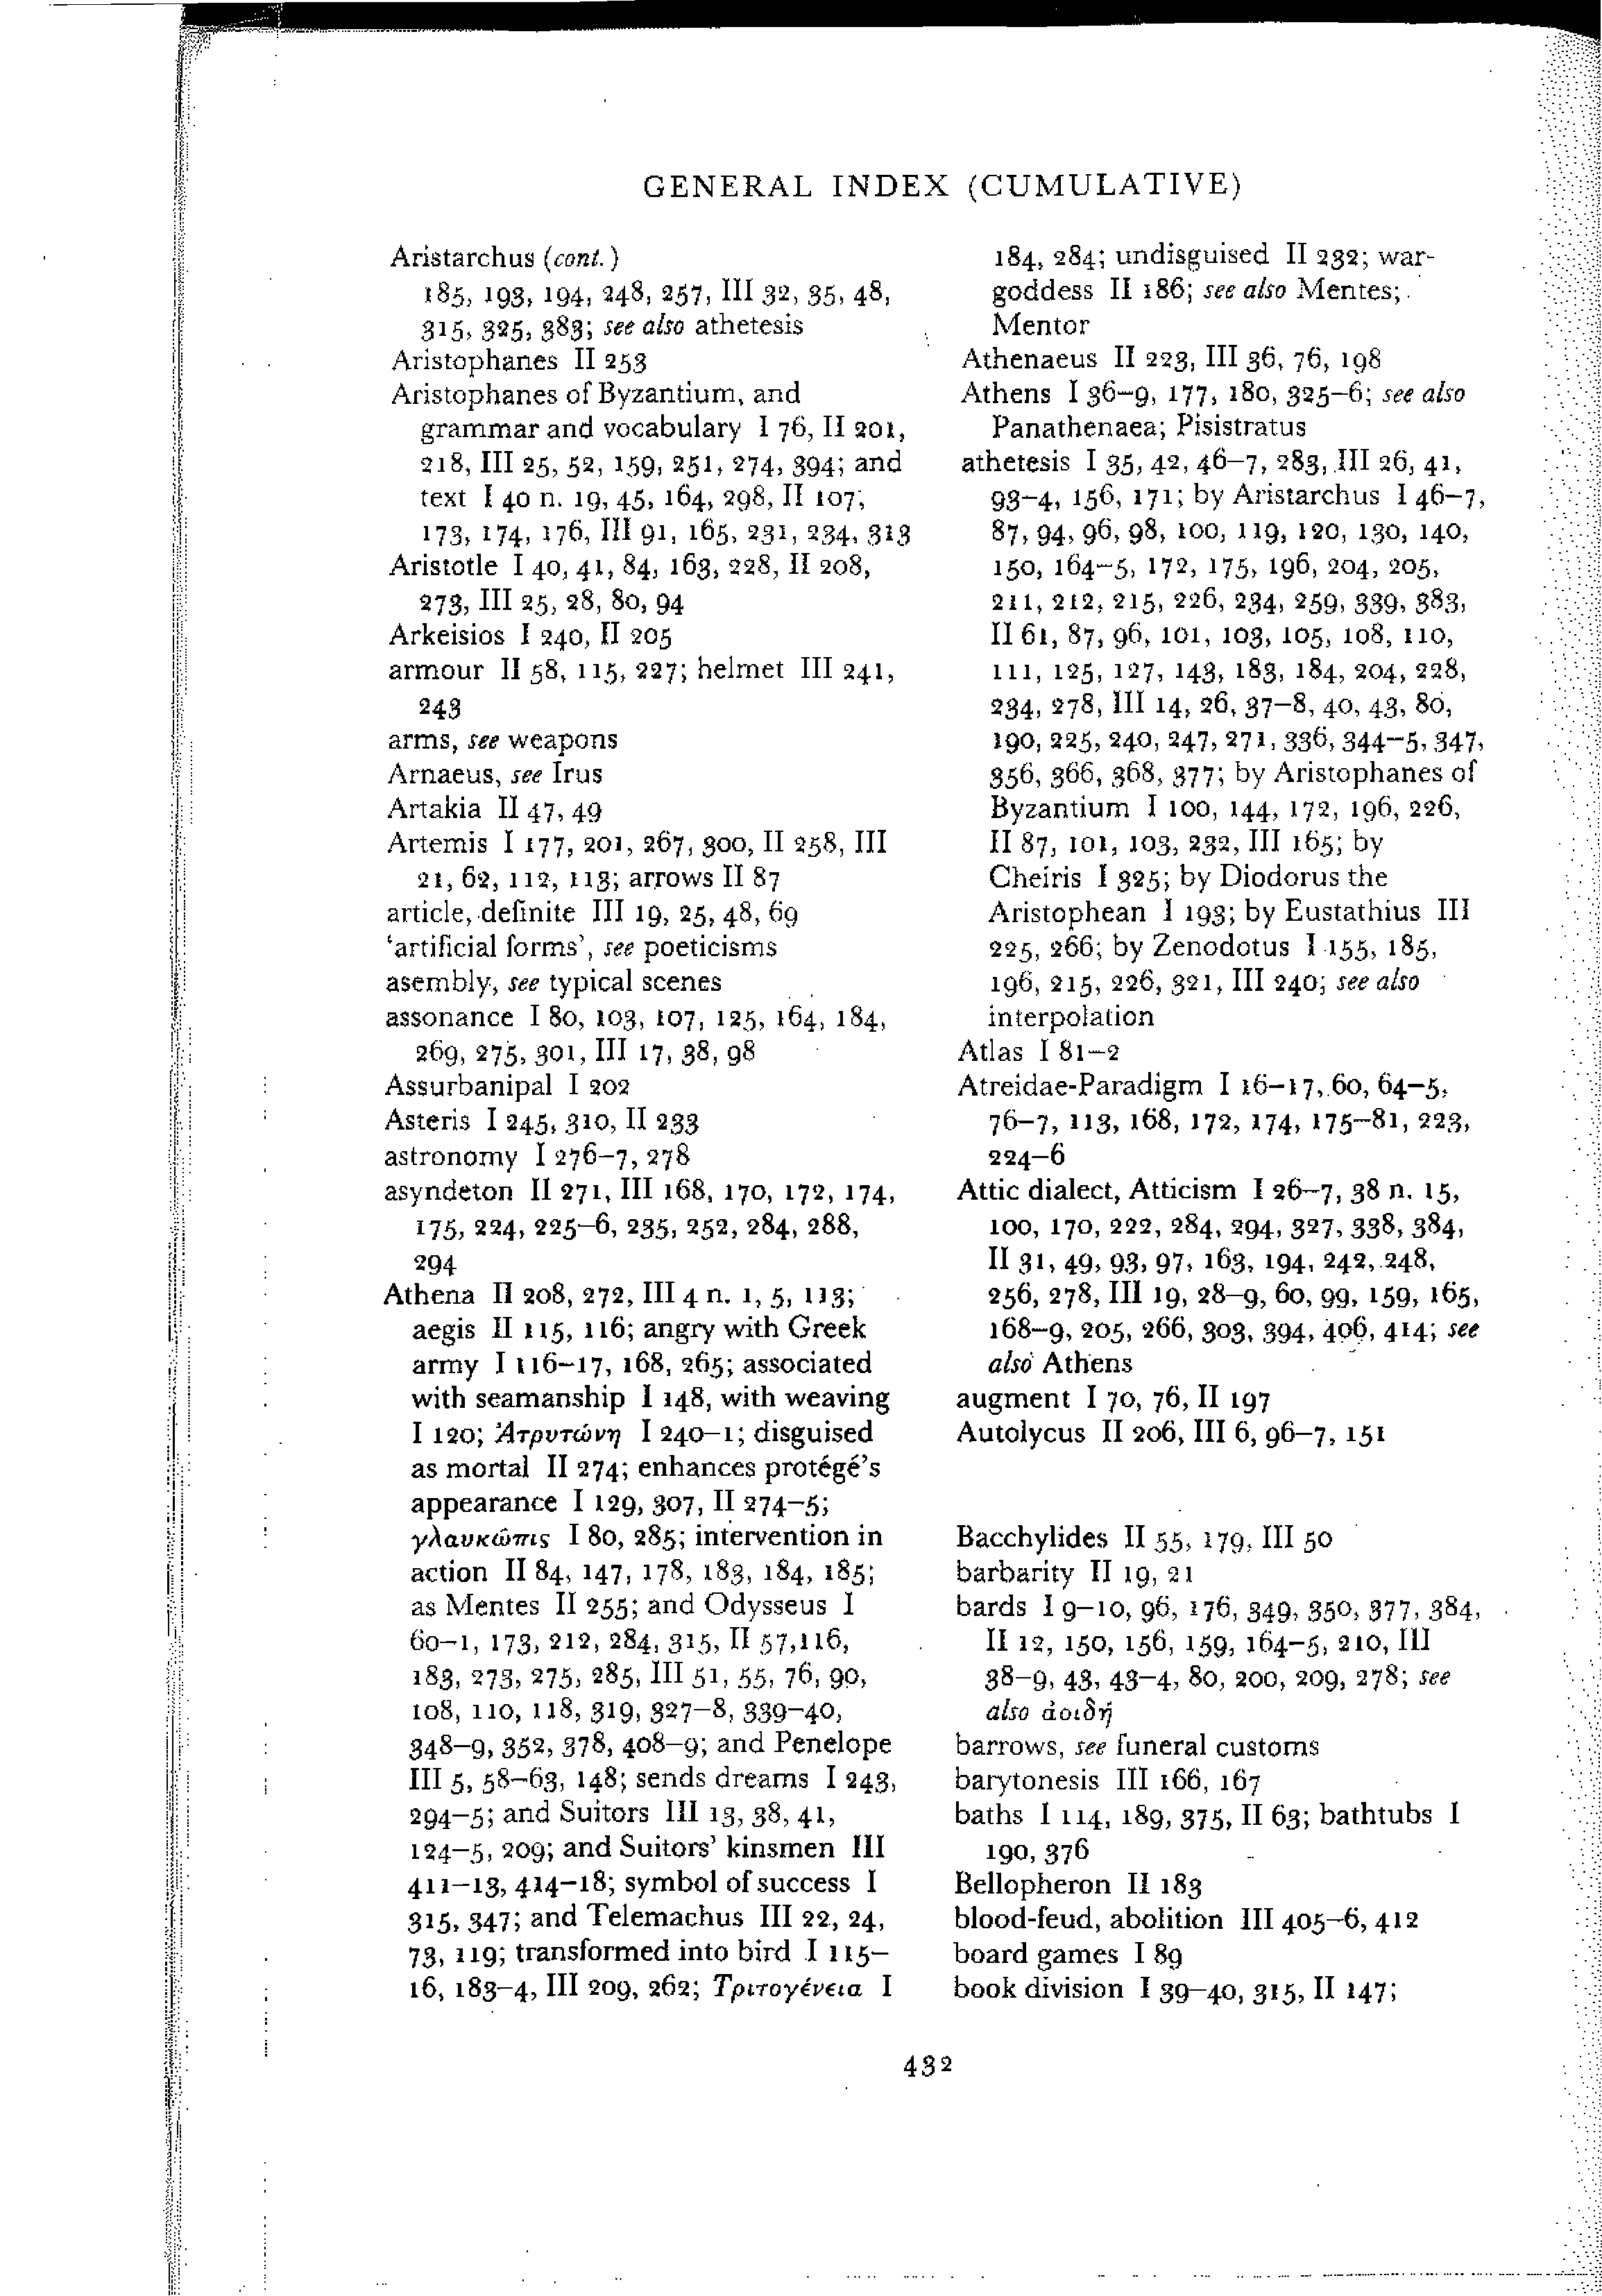 GENERAL INDEX (CUMULATIVE)
Aristarchus (cont.)
185, 193, 194, 248, 257, III 32, 35, 48,
315, 325, 383; see also athetesis
Aristophanes II 253
Aristophanes of Byzantium, and
grammar and vocabulary I 76, II 201,
218, III 25, 52, 159, 251, 274, 394; and
text I 40 n. 19, 45, 164, 298, II 107,
173, 174, 176, III 91, 165, 231, 234, 313
Aristotle I 40, 41, 84, 163, 228, II 208,
273, III 25, 28, 80, 94
Arkeisios I 240, II 205
armour II 58, 115, 227; helmet III 241,
243
arms, see weapons
Arnaeus, see Irus
Artakia II 47, 49
Artemis I 177, 201, 267, 300, II 258, III
21, 62, 112, 113; arrows II 87
article, definite III 19, 25, 48, 69
‘artificial forms’, see poeticisms
asembly, see typical scenes
assonance I 80, 103, 107, 125, 164, 184,
269, 275, 301, III 17, 38, 98
Assurbanipal I 202
Asteris I 245, 310, II 233
astronomy I 276–7, 278
asyndeton II 271, III 168, 170, 172, 174,
175, 224, 225–6, 235, 252, 284, 288,
294
Athena II 208, 272, III 4 n. 1, 5, 113;
aegis II 115, 116; angry with Greek
army I 116–17, 168, 265; associated
with seamanship I 148, with weaving
I 120; Ἀτρυτώνη I 240–1; disguised
as mortal II 274; enhances protégé’s
appearance I 129, 307, II 274–5;
γλαυκῶπις I 80, 285; intervention in
action II 84, 147, 178, 183, 184, 185;
as Mentes II 255; and Odysseus I
60–1, 173, 212, 284, 315, II 57,116,
183, 273, 275, 285, III 51, 55, 76, 90,
108, 110, 118, 319, 327–8, 339–40,
348–9, 352, 378, 408–9; and Penelope
III 5, 58–63, 148; sends dreams I 243,
294–5; and Suitors III 13, 38, 41,
124–5, 209; and Suitors’ kinsmen III
411–13, 414–18; symbol of success I
315, 347; and Telemachus III 22, 24,
73, 119; transformed into bird I 115–
16, 183–4, III 209, 262; Τριτογένεια I
184, 284; undisguised II 232; war-
goddess II 186; see also Mentes;
Mentor
Athenaeus II 223, III 36, 76, 198
Athens I 36–9, 177, 180, 325–6; see also
Panathenaea; Pisistratus
athetesis I 35, 42, 46–7, 283, III 26, 41,
93–4, 156, 171; by Aristarchus I 46–7,
87, 94, 96, 98, 100, 119, 120, 130, 140,
150, 164–5, 172, 175, 196, 204, 205,
211, 212, 215, 226, 234, 259, 339, 383,
II 61, 87, 96, 101, 103, 105, 108, 110,
111, 125, 127, 143, 183, 184, 204, 228,
234, 278, III 14, 26, 37–8, 40, 43, 80,
190, 225, 240, 247, 271, 336, 344–5, 347,
356, 366, 368, 377; by Aristophanes of
Byzantium I 100, 144, 172, 196, 226,
II 87, 101, 103, 232, III 165; by
Cheiris I 325; by Diodorus the
Aristophean I 193; by Eustathius III
225, 266; by Zenodotus I 155, 185,
196, 215, 226, 321, III 240; see also
interpolation
Atlas I 81–2
Atreidae-Paradigm I 16–17, 60, 64–5,
76–7, 113, 168, 172, 174, 175–81, 223,
224–6
Attic dialect, Atticism I 26–7, 38 n. 15,
100, 170, 222, 284, 294, 327, 338, 384,
II 31, 49, 93, 97, 163, 194, 242, 248,
256, 278, III 19, 28–9, 60, 99, 159, 165,
168–9, 205, 266, 303, 394, 406, 414; see
also Athens
augment I 70, 76, II 197
Autolycus II 206, III 6, 96–7, 151
Bacchylides II 55, 179, III 50
barbarity II 19, 21
bards I 9–10, 96, 176, 349, 350, 377, 384,
II 12, 150, 156, 159, 164–5, 210, III
38–9, 43, 43–4, 80, 200, 209, 278; see
also ἀοιδή
barrows, see funeral customs
barytonesis III 166, 167
baths I 114, 189, 375, II 63; bathtubs I
190, 376
Bellopheron II 183
blood-feud, abolition III 405–6, 412
board games I 89
book division I 39–40, 315, II 147;
432